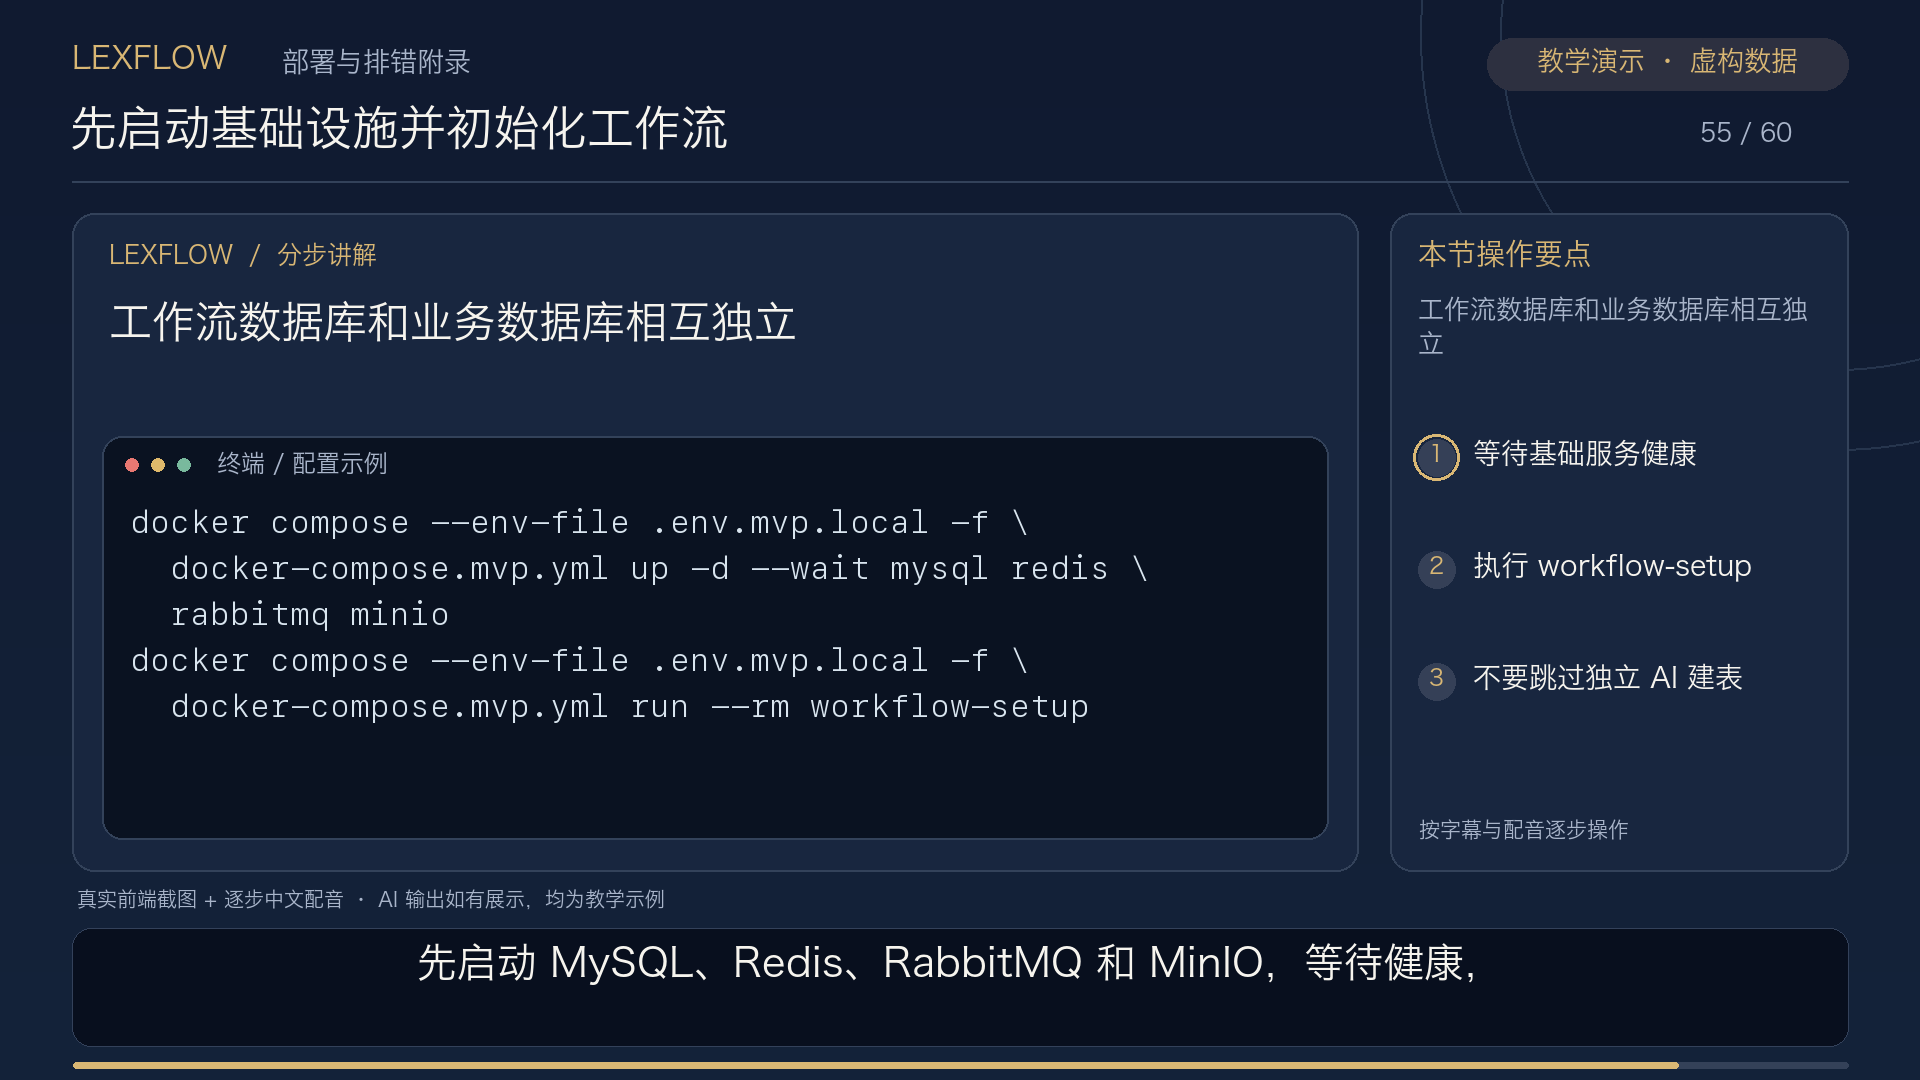 LEXFLOW 部署与排错附录
教学演示 · 虚构数据
先启动基础设施并初始化工作流
55 / 60
LEXFLOW / 分步讲解
工作流数据库和业务数据库相互独立
终端 / 配置示例
docker compose --env-file .env.mvp.local -f \
docker-compose.mvp.yml up -d --wait mysql redis \
rabbitmq minio
docker compose --env-file .env.mvp.local -f \
docker-compose.mvp.yml run --rm workflow-setup
本节操作要点
工作流数据库和业务数据库相互独
立
1 等待基础服务健康
2 执行 workflow-setup
3 不要跳过独立 AI 建表
按字幕与配音逐步操作
真实前端截图 + 逐步中文配音 · AI 输出如有展示，均为教学示例
先启动 MySQL、Redis、RabbitMQ 和 MinIO，等待健康，